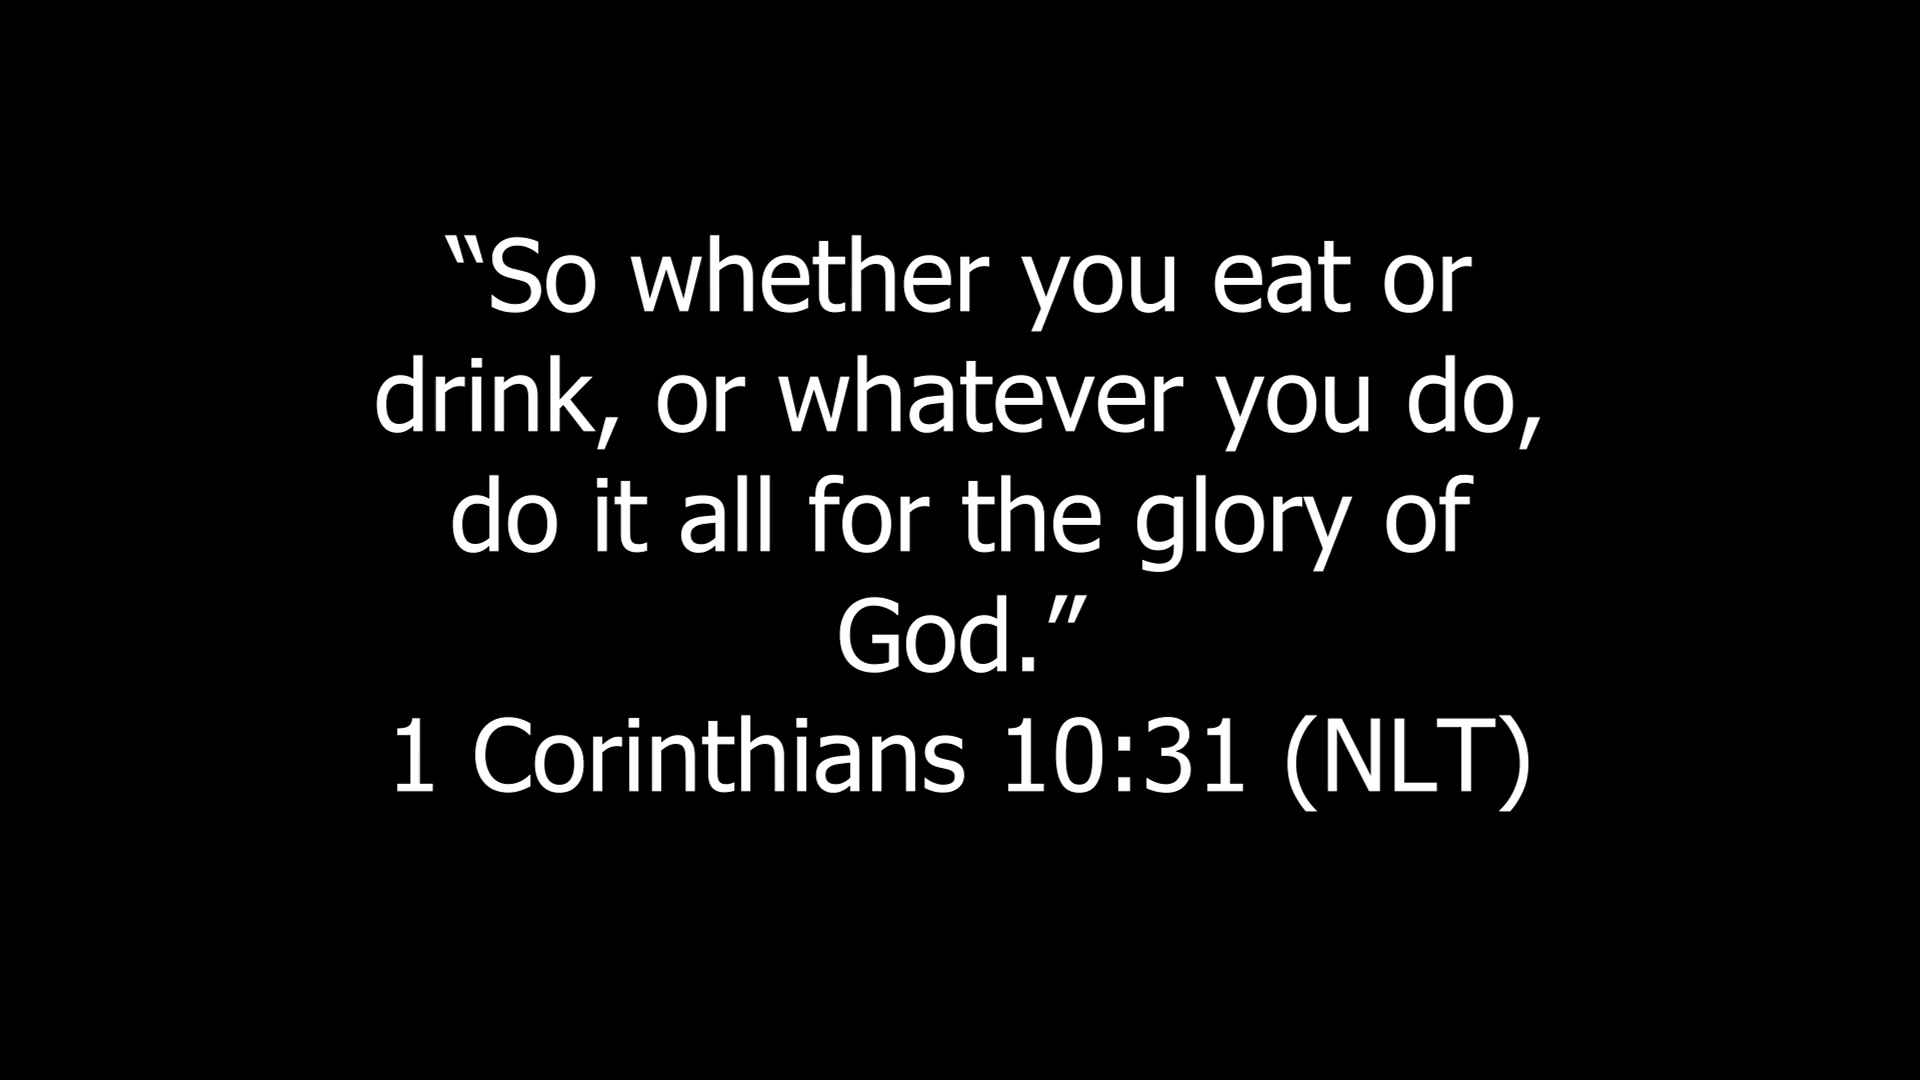 “So whether you eat or
drink, or whatever you do,
do it all for the glory of
God.”
1 Corinthians 10:31 (NLT)